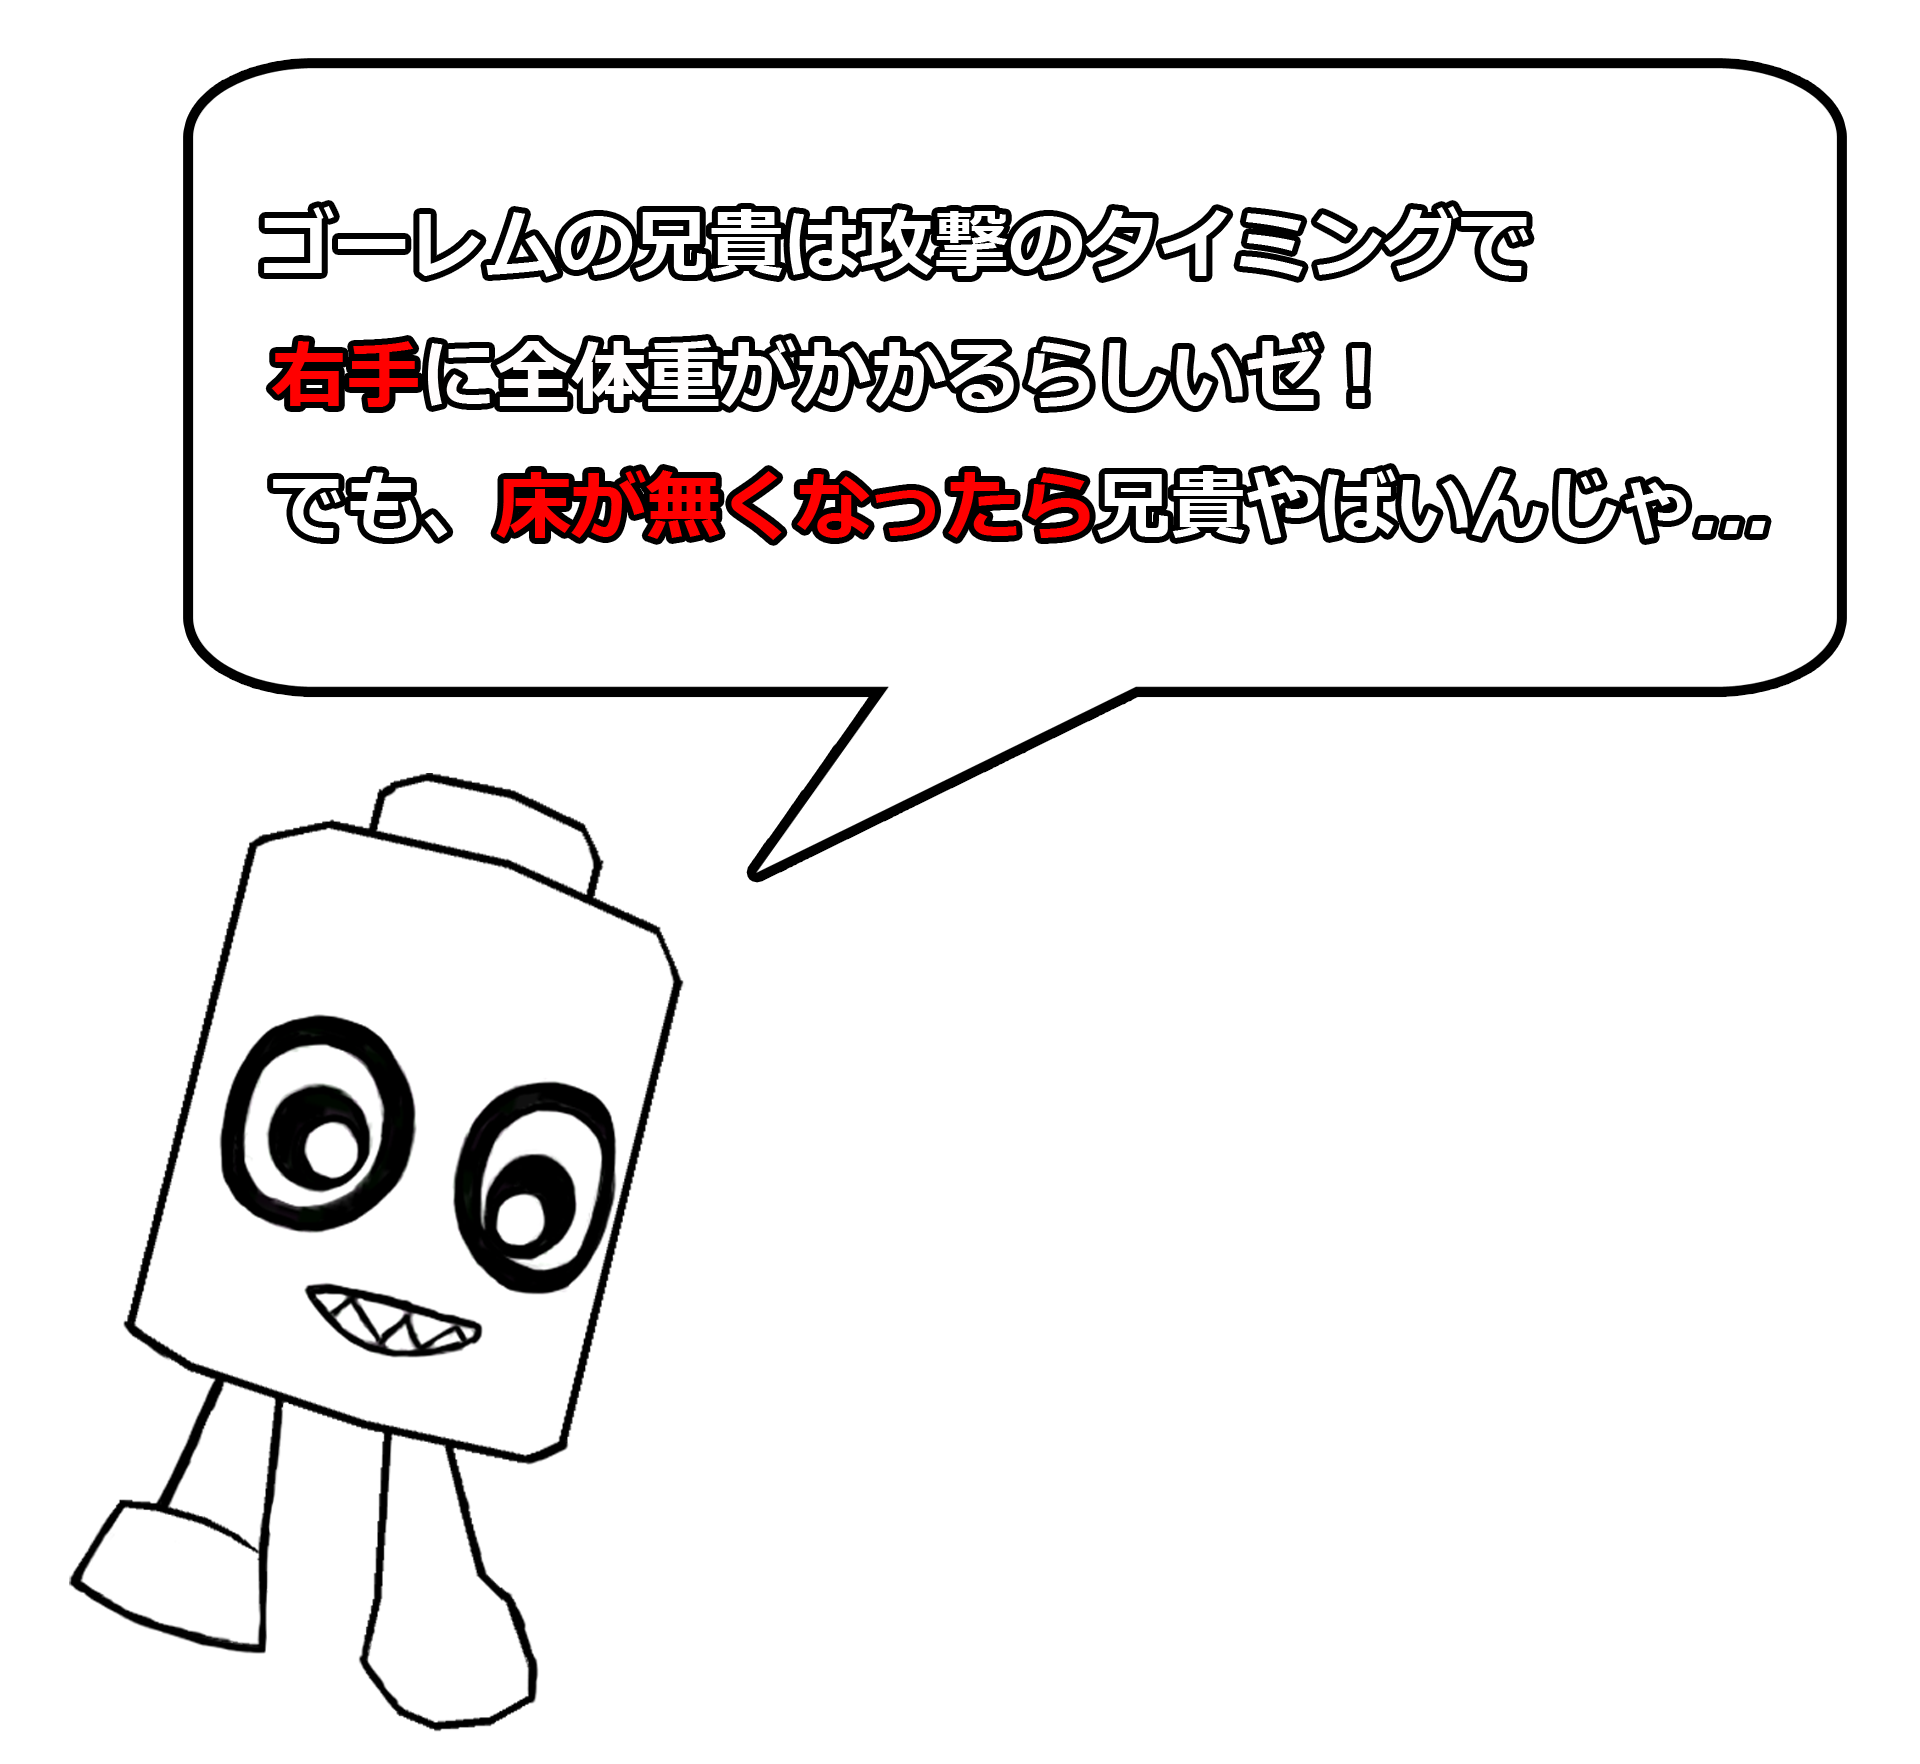 ゴーレムの兄貴は攻撃のタイミングで
右手に全体重がかかるらしいゼ！
でも、床が無くなったら兄貴やばいんじゃ…